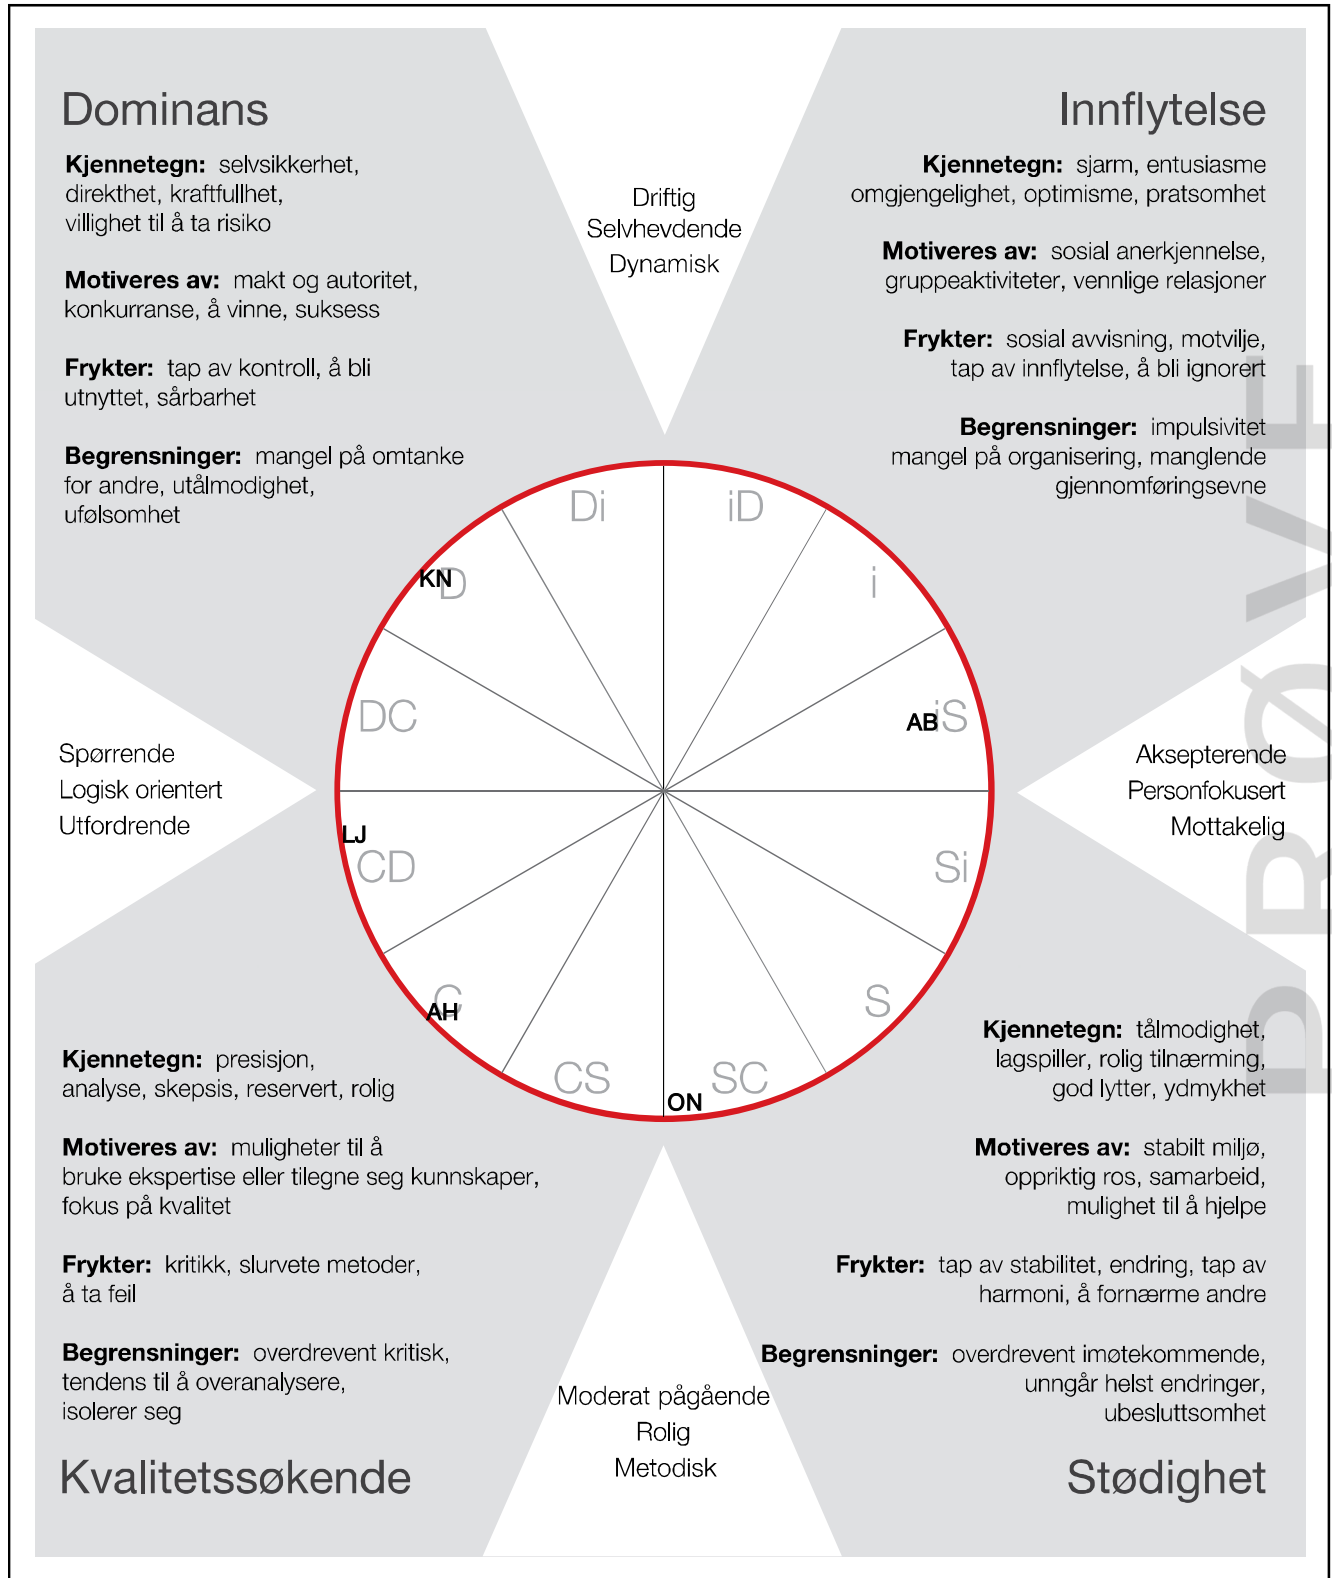 Dominans
Kjennetegn: selvsikkerhet,
direkthet, kraftfullhet,
villighet til å ta risiko
Motiveres av: makt og autoritet,
konkurranse, å vinne, suksess
Frykter: tap av kontroll, å bli
utnyttet, sårbarhet
Begrensninger: mangel på omtanke
for andre, utålmodighet,
ufølsomhet
Driftig
Selvhevdende
Dynamisk
Innflytelse
Kjennetegn: sjarm, entusiasme
omgjengelighet, optimisme, pratsomhet
Motiveres av: sosial anerkjennelse,
gruppeaktiviteter, vennlige relasjoner
Frykter: sosial avvisning, motvilje,
tap av innflytelse, å bli ignorert
Begrensninger: impulsivitet
mangel på organisering, manglende
gjennomføringsevne
Di
iD
KN
D
i
DC
AB
iS
LJ
CD
Si
C
AH
S
CS
SC
ON
Spørrende
Logisk orientert
Utfordrende
Aksepterende
Personfokusert
Mottakelig
PRØVE
Kjennetegn: presisjon,
analyse, skepsis, reservert, rolig
Motiveres av: muligheter til å
bruke ekspertise eller tilegne seg kunnskaper,
fokus på kvalitet
Frykter: kritikk, slurvete metoder,
å ta feil
Begrensninger: overdrevent kritisk,
tendens til å overanalysere,
isolerer seg
Kvalitetssøkende
Moderat pågående
Rolig
Metodisk
Kjennetegn: tålmodighet,
lagspiller, rolig tilnærming,
god lytter, ydmykhet
Motiveres av: stabilt miljø,
oppriktig ros, samarbeid,
mulighet til å hjelpe
Frykter: tap av stabilitet, endring, tap av
harmoni, å fornærme andre
Begrensninger: overdrevent imøtekommende,
unngår helst endringer,
ubesluttsomhet
Stødighet